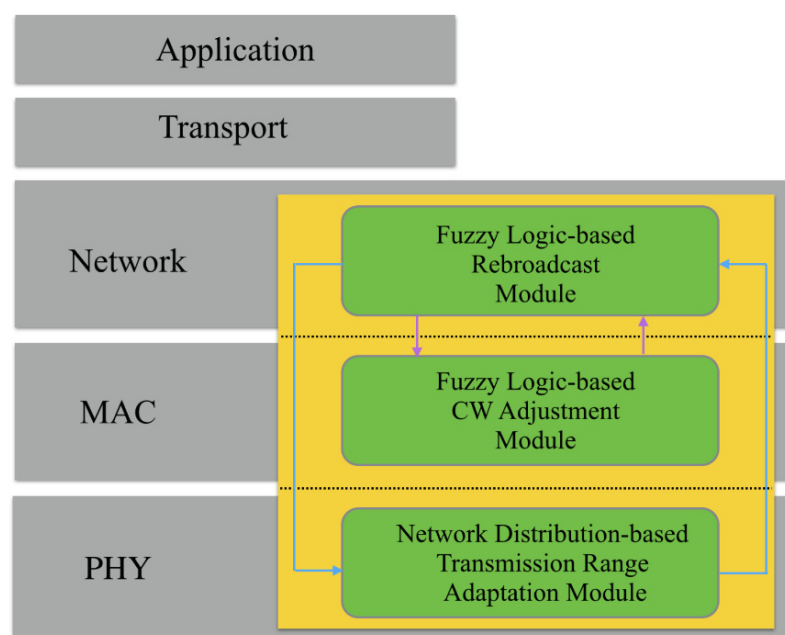 Application
Transport
Network
Fuzzy Logic-based
Rebroadcast
Module
MAC
Fuzzy Logic-based
CW Adjustment
Module
PHY
Network Distribution-based
Transmission Range
Adaptation Module